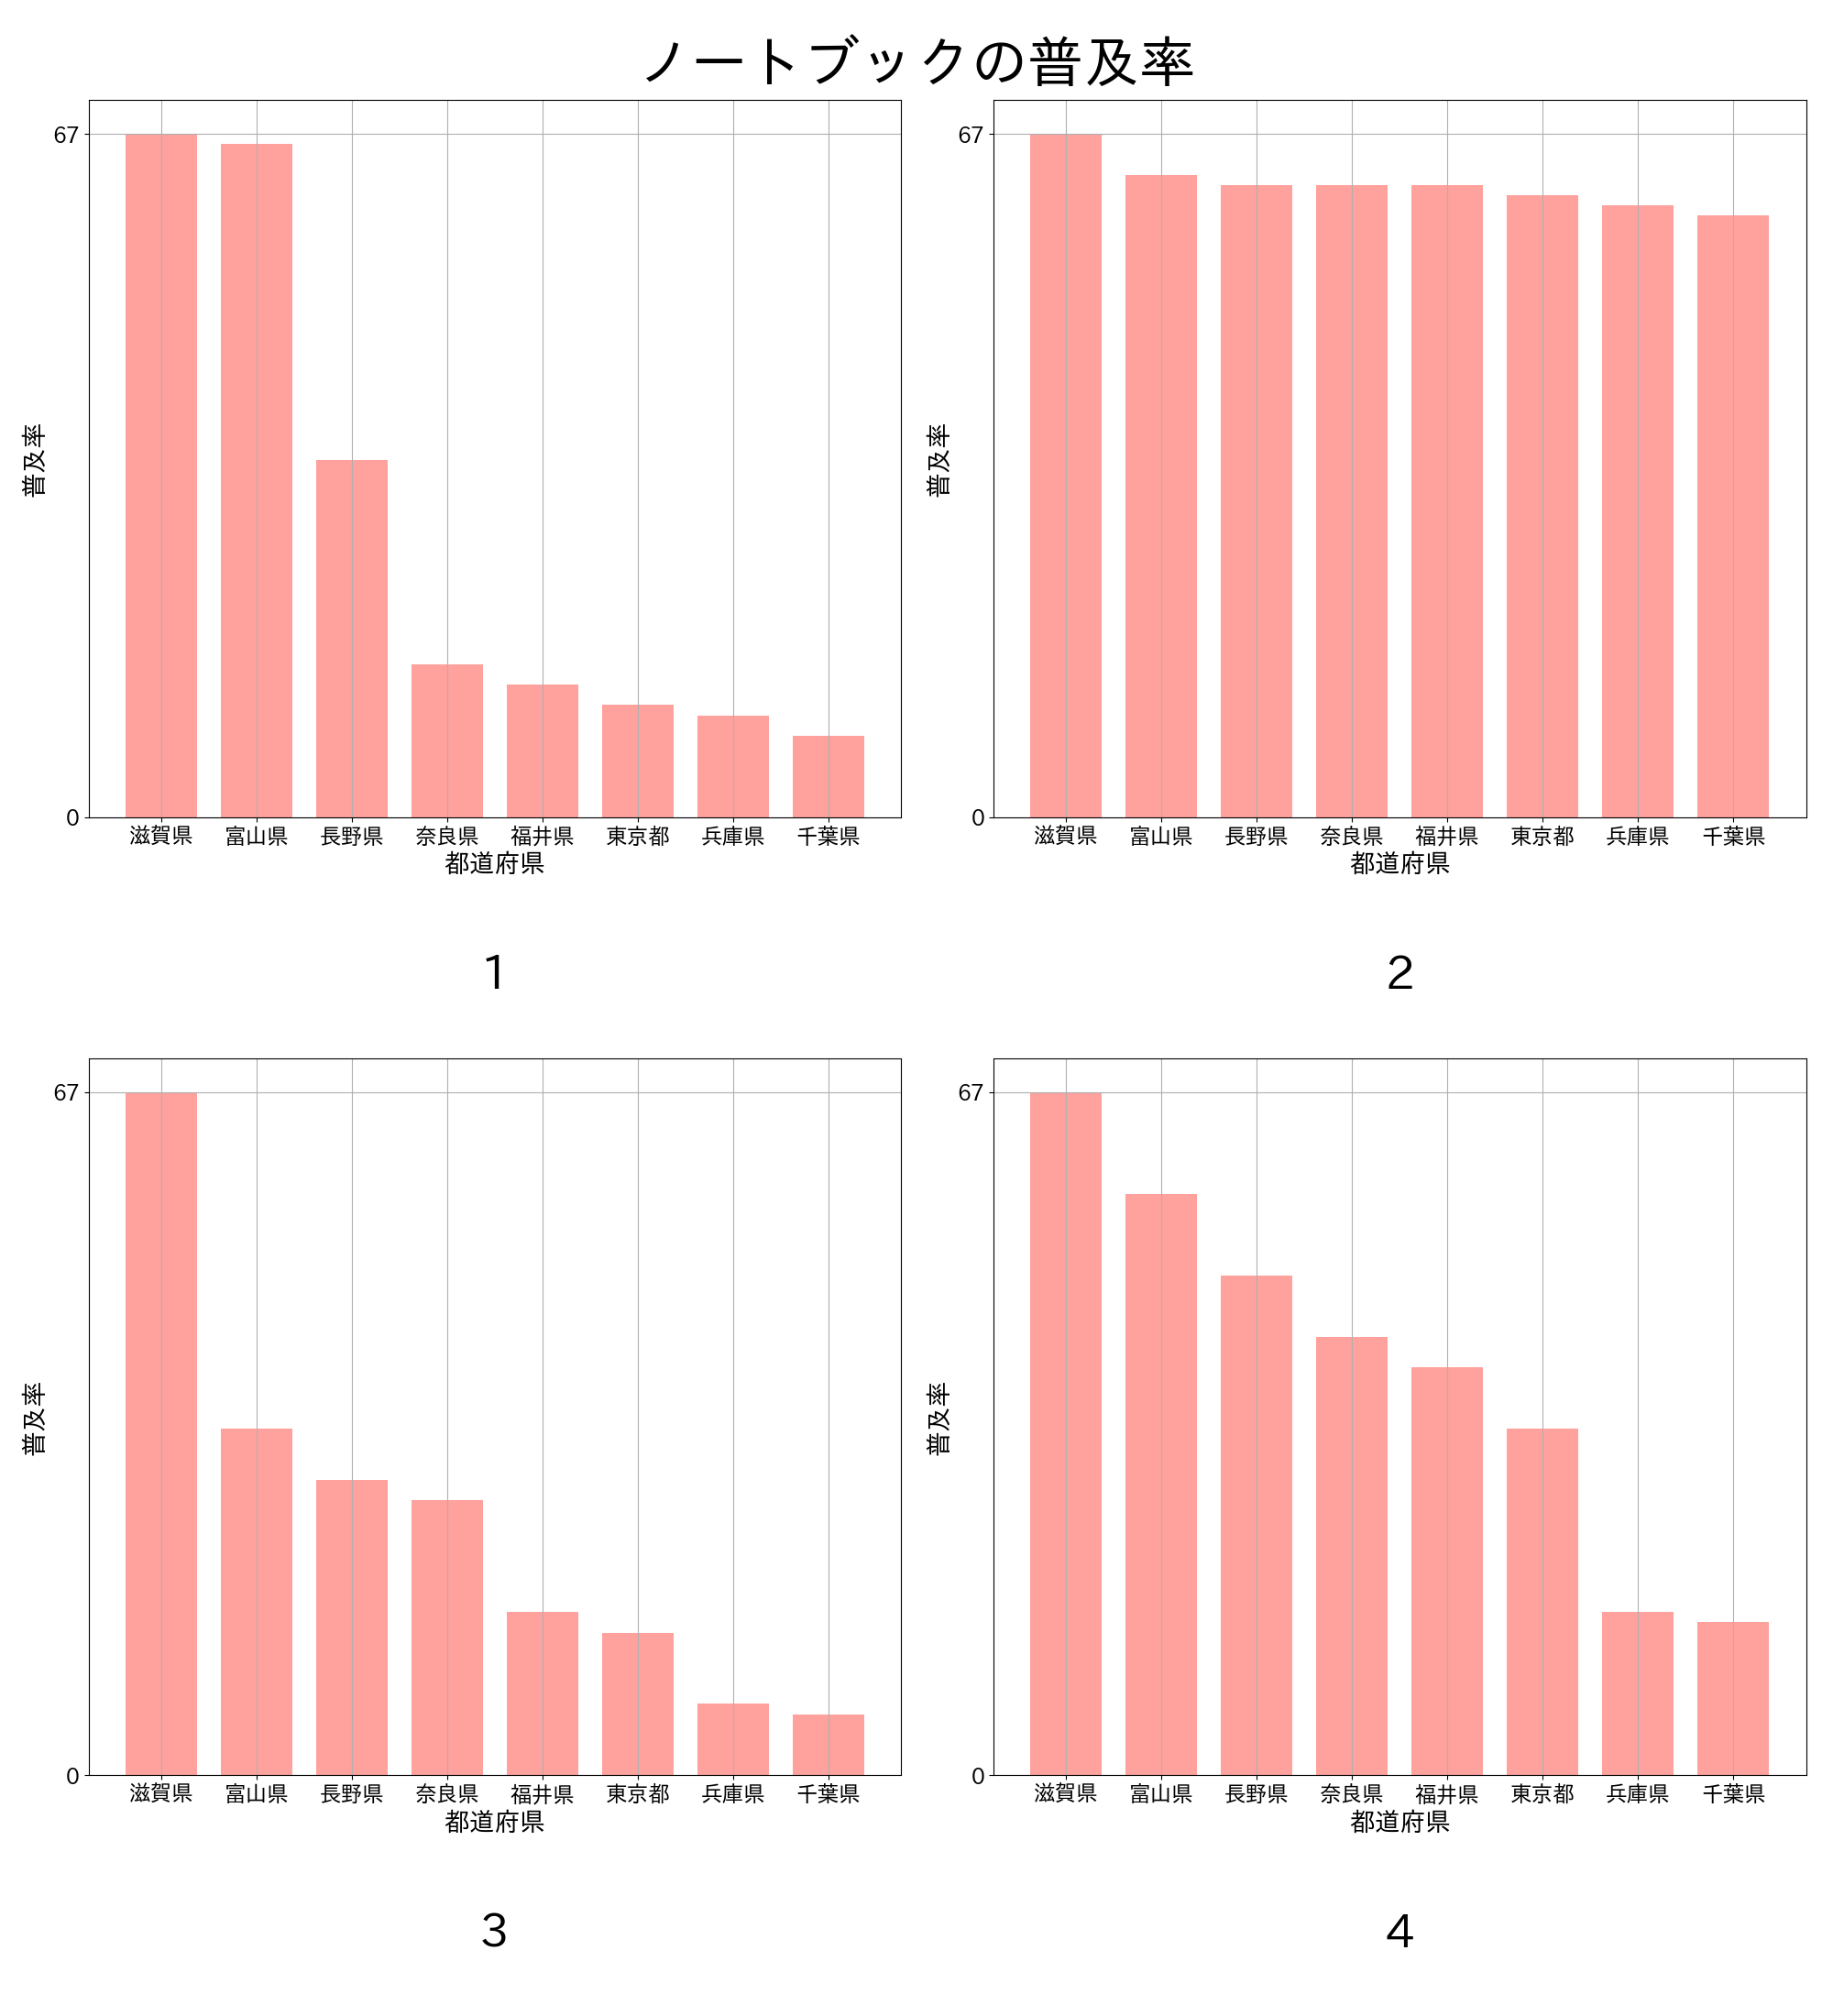 ノートブックの普及率
67
0
普及率
滋賀県 富山県 長野県 奈良県 福井県 東京都 兵庫県 千葉県
都道府県
1
67
0
普及率
滋賀県 富山県 長野県 奈良県 福井県 東京都 兵庫県 千葉県
都道府県
2
67
0
普及率
滋賀県 富山県 長野県 奈良県 福井県 東京都 兵庫県 千葉県
都道府県
3
67
0
普及率
滋賀県 富山県 長野県 奈良県 福井県 東京都 兵庫県 千葉県
都道府県
4